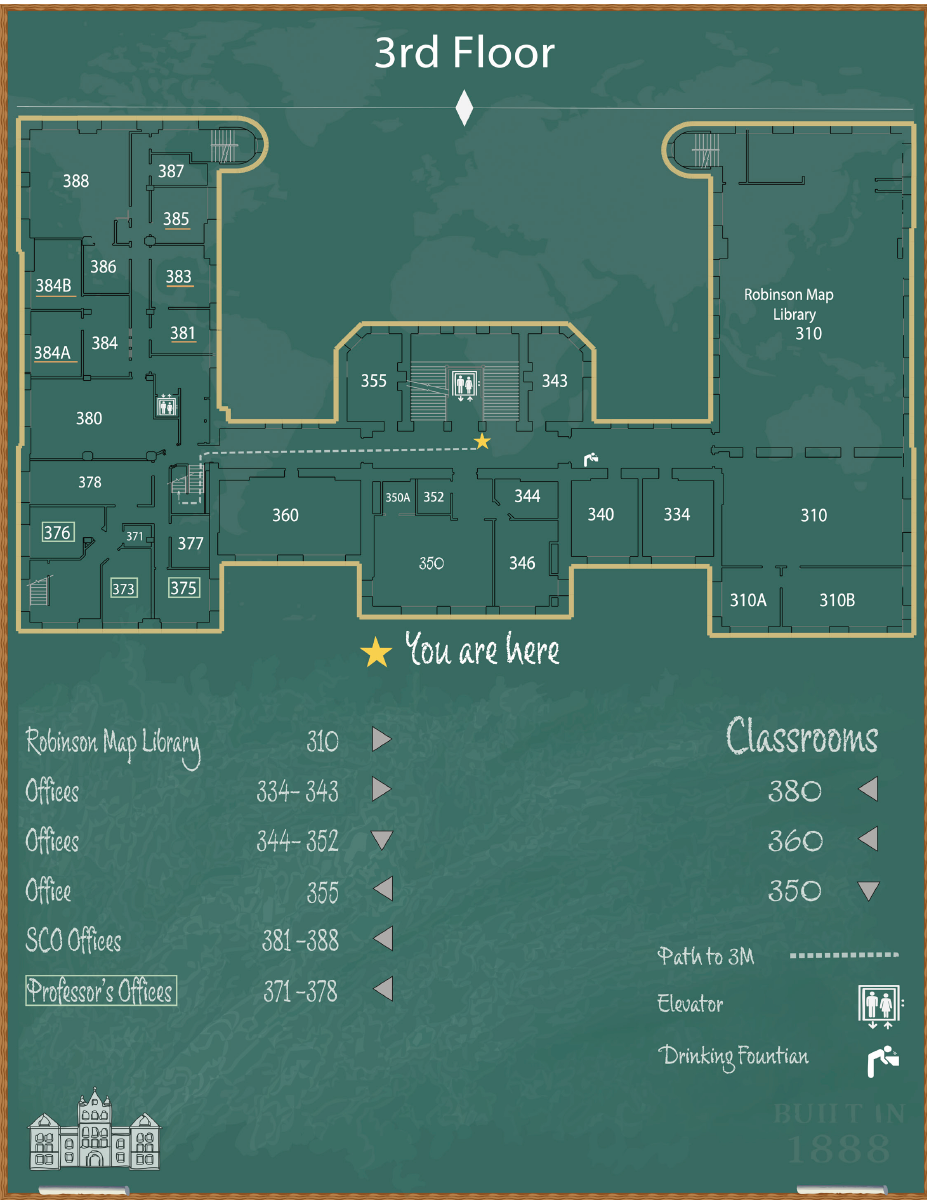 3rd Floor
388
387
385
386
384B
383
384
384A
381
380
378
376
371
377
373
375
355
343
360
350A
352
344
350
346
340
334
Robinson Map
Library
310
310
310A
310B
You are here
Robinson Map Library 310
Offices 334-343
Offices 344-352
Office 355
SCO Offices 381-388
Professor's Offices 371-378
Classrooms
380
360
350
Path to 3M
Elevator
Drinking Fountian
BUILT IN
1888